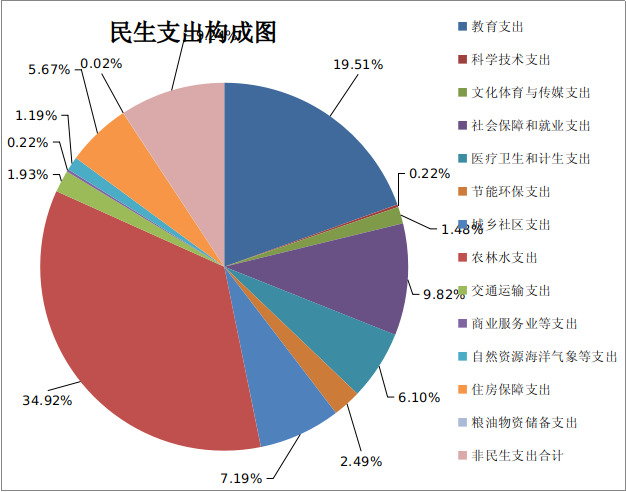 民生支出构成图
19.51%
0.22%
1.48%
9.82%
6.10%
2.49%
7.19%
34.92%
1.93%
0.22%
1.19%
5.67%
0.02%
教育支出
科学技术支出
文化体育与传媒支出
社会保障和就业支出
医疗卫生和计生支出
节能环保支出
城乡社区支出
农林水支出
交通运输支出
商业服务业等支出
自然资源海洋气象等支出
住房保障支出
粮油物资储备支出
非民生支出合计